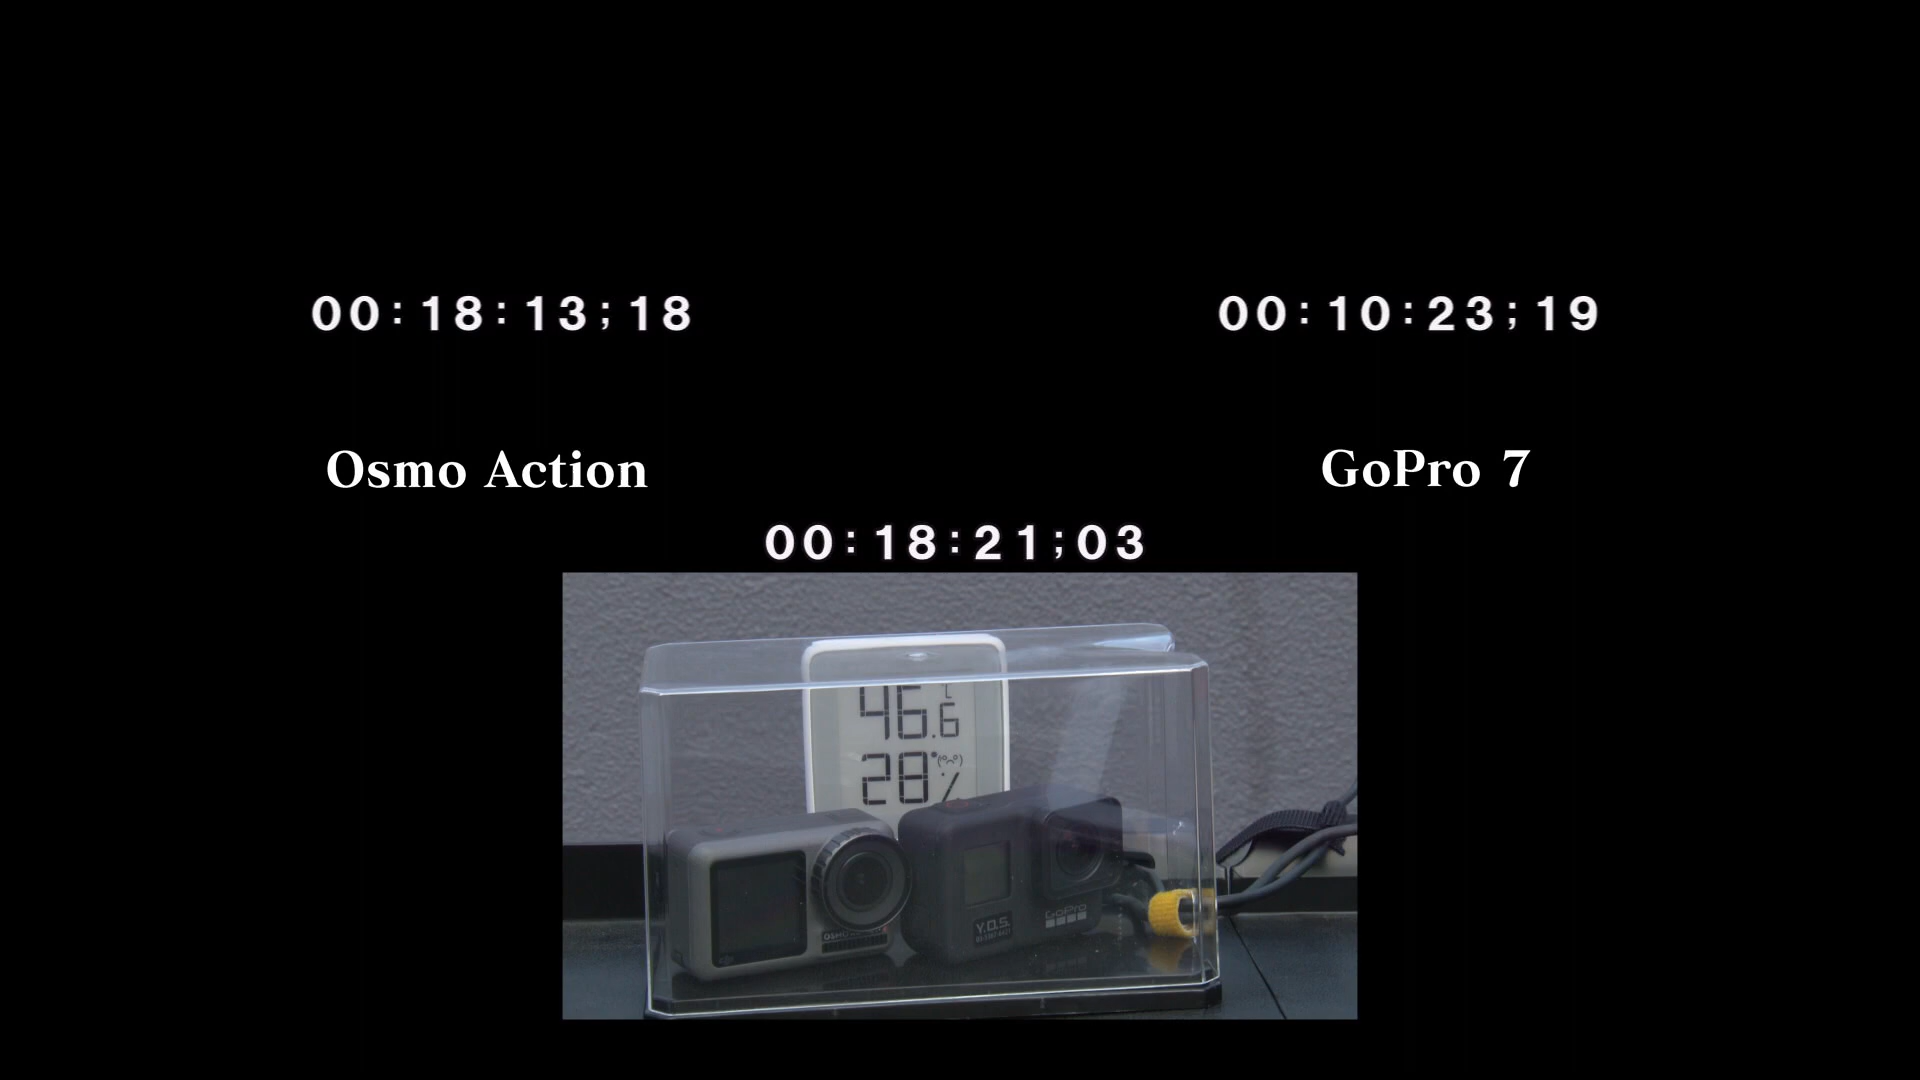 00:18:13;18
00:10:23;19
Osmo Action
GoPro 7
00:18:21;03
46.6
28%
Y.O.S.
GoPro